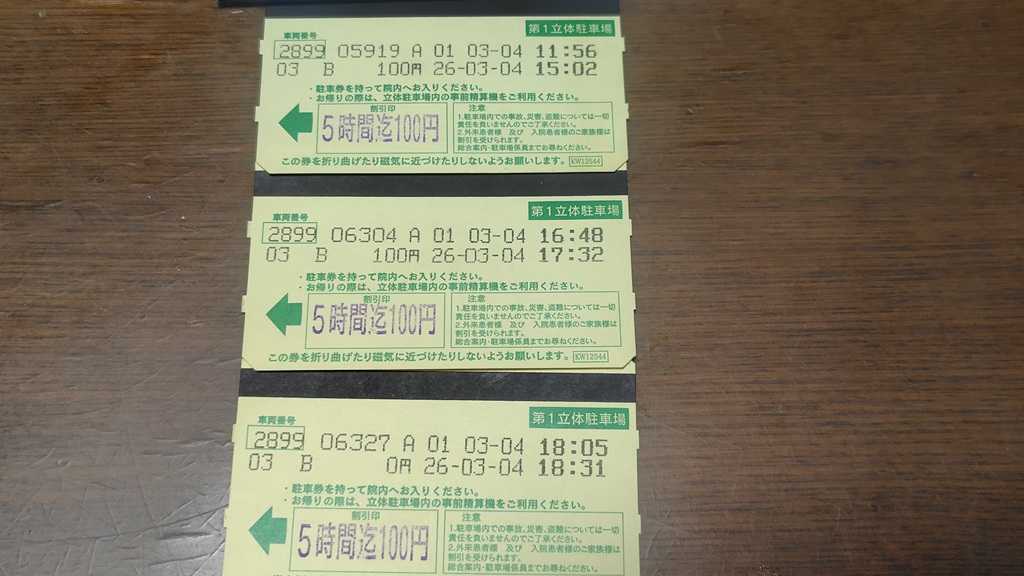 第1立体駐車場
車両番号
2899 05919 A 01 03-04 11:56
03 B 100円 26-03-04 15:02
・駐車券を持って院内へお入りください。
・お帰りの際は、立体駐車場内の事前精算機をご利用ください。
割引印
5時間迄100円
注意
1.駐車場内での事故、災害、盗難については一切
責任を負いませんのでご了承ください。
2.外来患者様 及び 入院患者様のご家族様は
割引を受けられます。
総合案内・駐車場係員までお尋ねください。
この券を折り曲げたり磁気に近づけたりしないようお願いします。 KW12544
第1立体駐車場
車両番号
2899 06304 A 01 03-04 16:48
03 B 100円 26-03-04 17:32
・駐車券を持って院内へお入りください。
・お帰りの際は、立体駐車場内の事前精算機をご利用ください。
割引印
5時間迄100円
注意
1.駐車場内での事故、災害、盗難については一切
責任を負いませんのでご了承ください。
2.外来患者様 及び 入院患者様のご家族様は
割引を受けられます。
総合案内・駐車場係員までお尋ねください。
この券を折り曲げたり磁気に近づけたりしないようお願いします。 KW12544
第1立体駐車場
車両番号
2899 06327 A 01 03-04 18:05
03 B 0円 26-03-04 18:31
・駐車券を持って院内へお入りください。
・お帰りの際は、立体駐車場内の事前精算機をご利用ください。
割引印
5時間迄100円
注意
1.駐車場内での事故、災害、盗難については一切
責任を負いませんのでご了承ください。
2.外来患者様 及び 入院患者様のご家族様は
割引を受けられます。
総合案内・駐車場係員までお尋ねください。